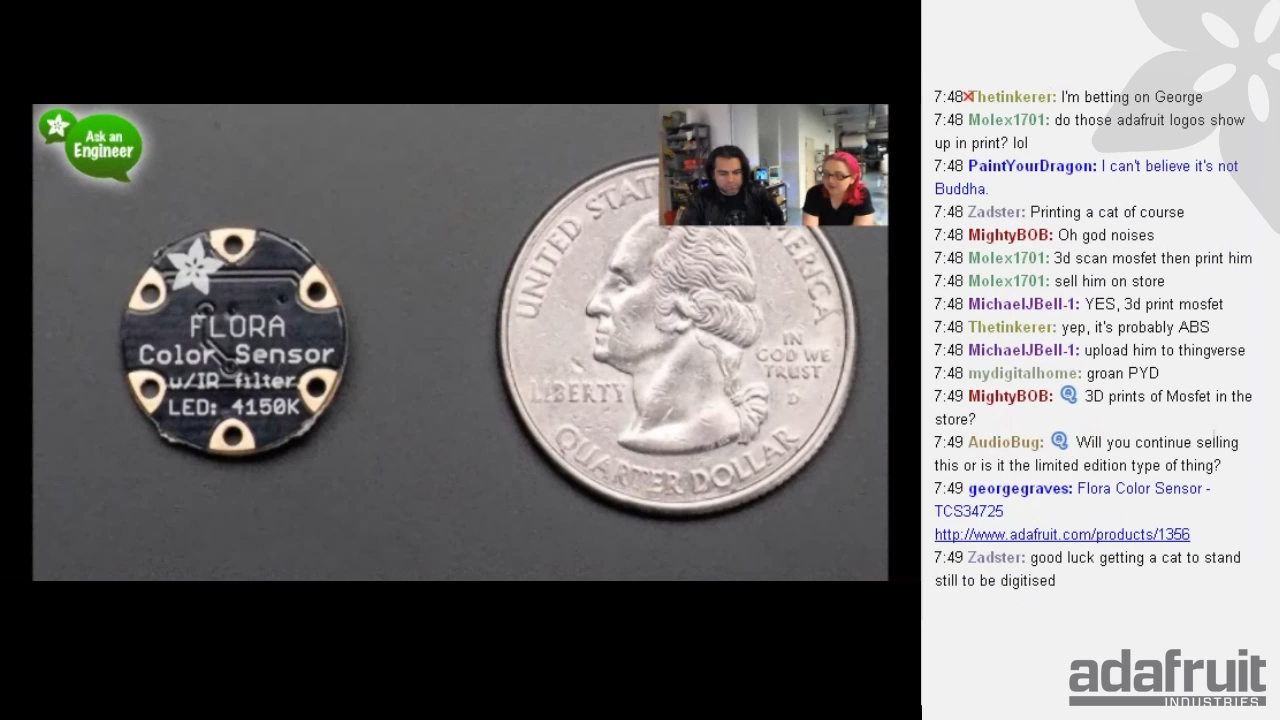 Ask an
Engineer
FLORA
Color Sensor
w/IR filter
LED: 4150K
UNITED STATES
AMERICA
IN
GOD WE
TRUST
LIBERTY
D
QUARTER DOLLAR
7:48 Thetinkerer: I'm betting on George
7:48 Molex1701: do those adafruit logos show
up in print? lol
7:48 PaintYourDragon: I can't believe it's not
Buddha.
7:48 Zadster: Printing a cat of course
7:48 MightyBOB: Oh god noises
7:48 Molex1701: 3d scan mosfet then print him
7:48 Molex1701: sell him on store
7:48 MichaelJBell-1: YES, 3d print mosfet
7:48 Thetinkerer: yep, it's probably ABS
7:48 MichaelJBell-1: upload him to thingverse
7:48 mydigitalhome: groan PYD
7:49 MightyBOB: 3D prints of Mosfet in the
store?
7:49 AudioBug: Will you continue selling
this or is it the limited edition type of thing?
7:49 georgegraves: Flora Color Sensor -
TCS34725
http://www.adafruit.com/products/1356
7:49 Zadster: good luck getting a cat to stand
still to be digitised
adafruit
INDUSTRIES